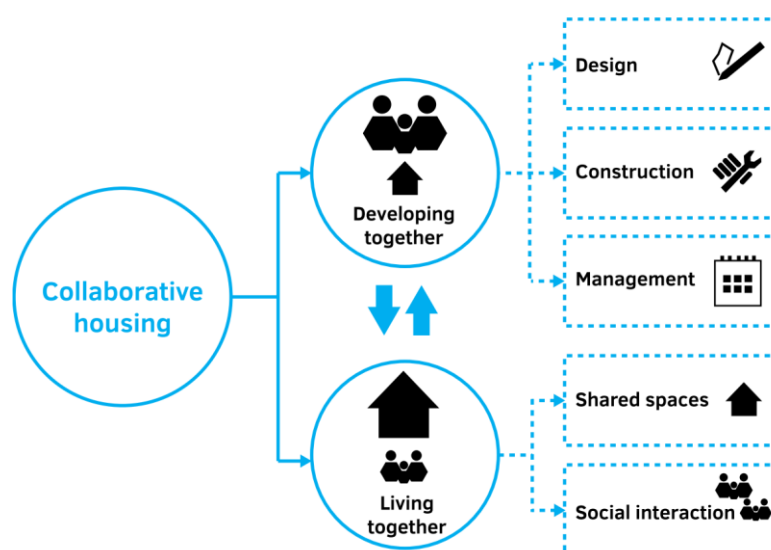 Collaborative
housing
Developing
together
Living
together
Design
Construction
Management
Shared spaces
Social interaction